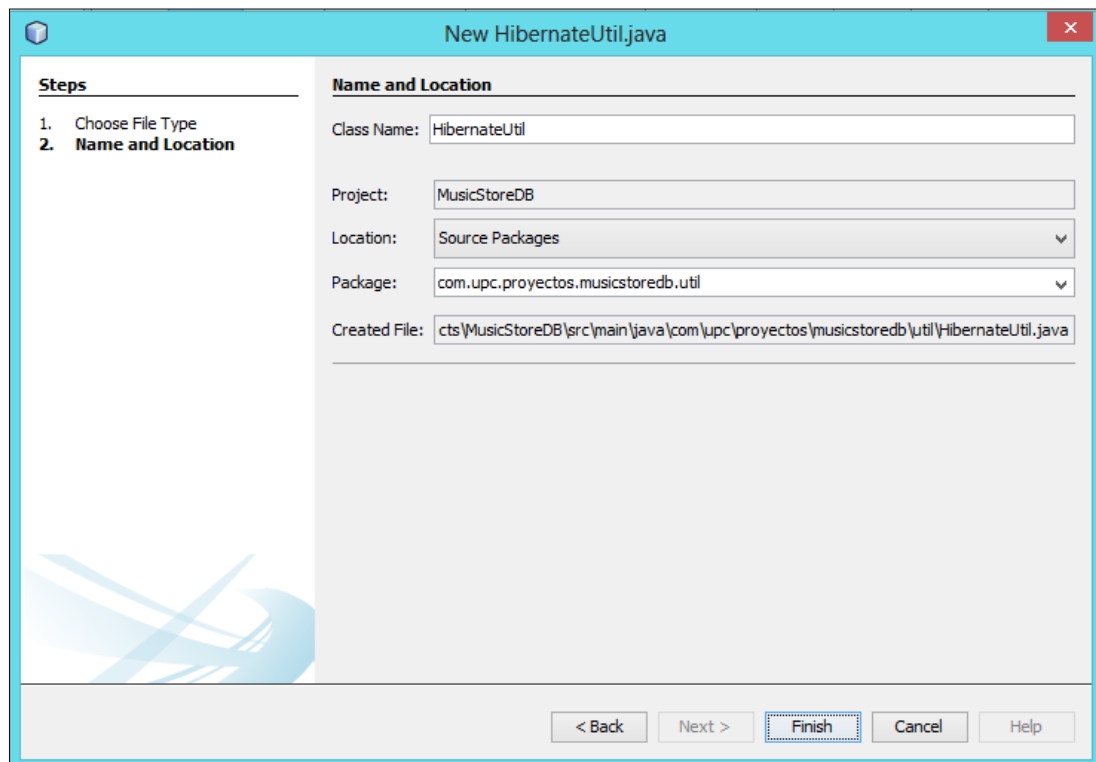 New HibernateUtil.java
Steps
1. Choose File Type
2. Name and Location
Name and Location
Class Name: HibernateUtil
Project: MusicStoreDB
Location: Source Packages
Package: com.upc.proyectos.musicstoredb.util
Created File: cts\MusicStoreDB\src\main\java\com\upc\proyectos\musicstoredb\util\HibernateUtil.java
< Back Next > Finish Cancel Help